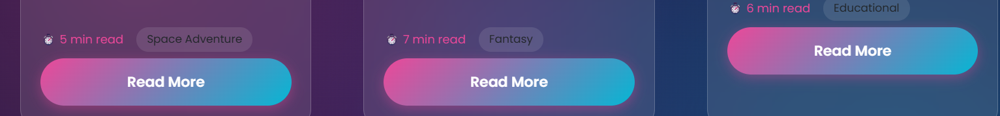 5 min read Space Adventure
Read More
7 min read Fantasy
Read More
6 min read Educational
Read More